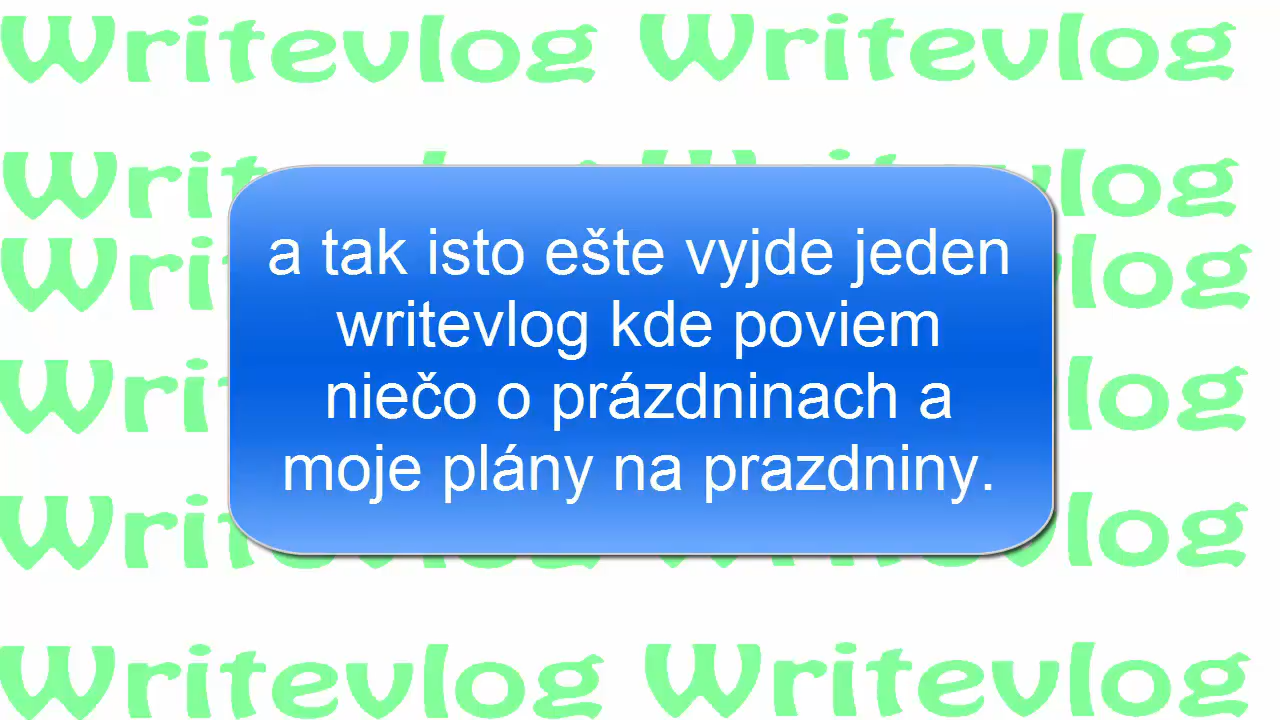 Writevlog Writevlog
a tak isto ešte vyjde jeden
writevlog kde poviem
niečo o prázdninach a
moje plány na prazdniny.
Writevlog Writevlog